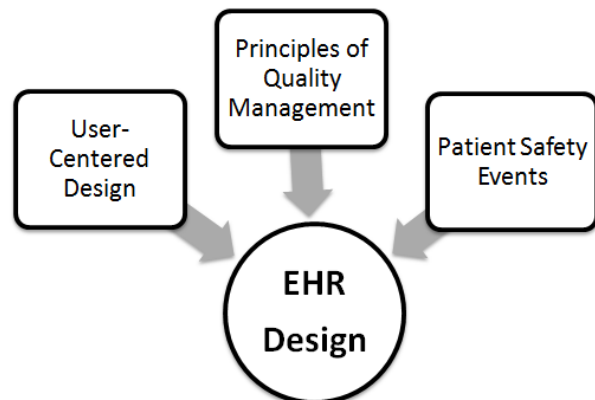 Principles of
Quality
Management
User-
Centered
Design
Patient Safety
Events
EHR
Design